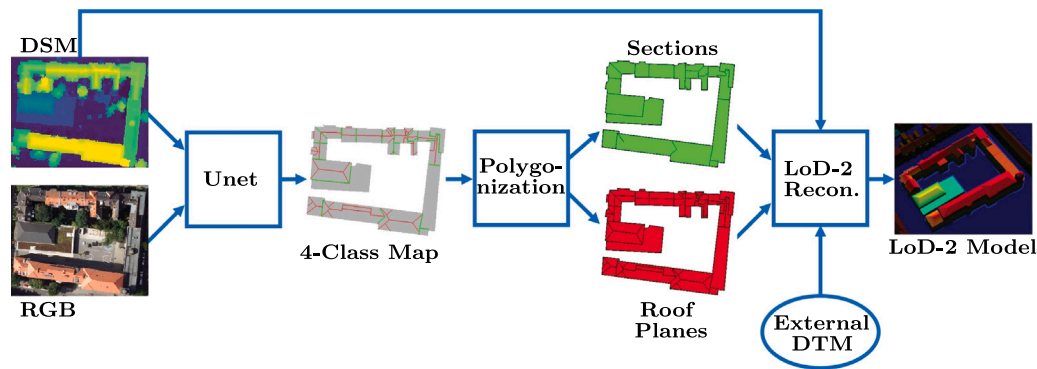 DSM
RGB
Unet
4-Class Map
Polygo-
nization
Sections
Roof
Planes
LoD-2
Recon.
External
DTM
LoD-2 Model